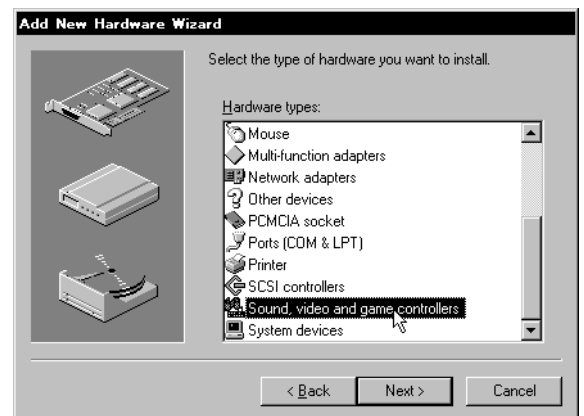 Add New Hardware Wizard
Select the type of hardware you want to install.
Hardware types:
Mouse
Multi-function adapters
Network adapters
Other devices
PCMCIA socket
Ports (COM & LPT)
Printer
SCSI controllers
Sound, video and game controllers
System devices
< Back Next > Cancel